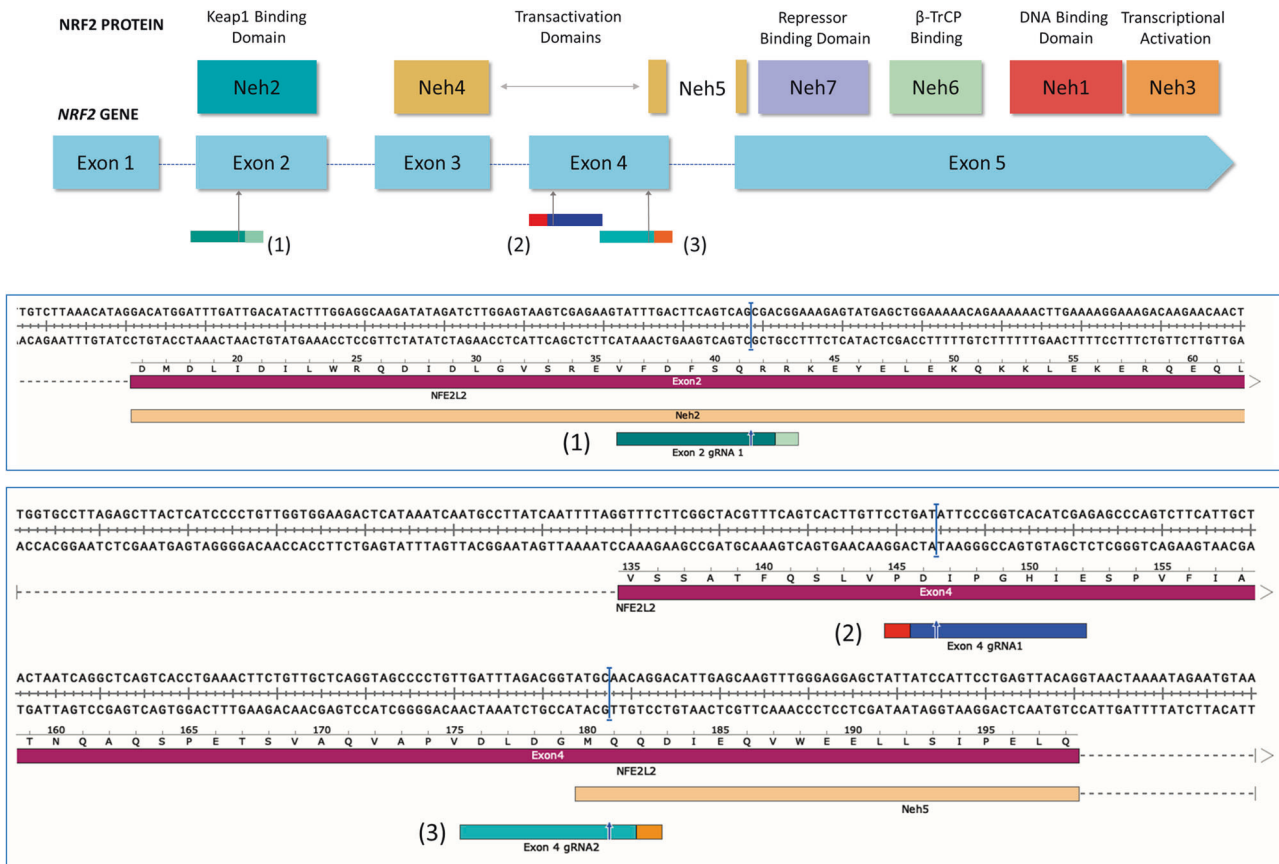 NRF2 PROTEIN
Keap1 Binding Domain
Transactivation Domains
Repressor Binding Domain
β-TrCP Binding
DNA Binding Domain
Transcriptional Activation
Neh2
Neh4
Neh5
Neh7
Neh6
Neh1
Neh3
NRF2 GENE
Exon 1
Exon 2
Exon 3
Exon 4
Exon 5
(1)
(2)
(3)
TGTCTTAAACATAGGACATGGATTTGATTGACATACTTTGGAGGCAAGATATAGATCTTGGAGTAAGTCGAGAAGTATTTGACTTCAGTCAGCGACGGAAAGAGTATGAGCTGGAAAAACAGAAAAAACTTGAAAAGGAAAGACAAGAACAACT
ACAGAATTTGTATCCTGTACCTAAACTAACTGTATGAAACCTCCGTTCTATATCTAGAACCTCATTCAGCTCTTCATAAACTGAAGTCAGTCGCTGCCTTTCTCATACTCGACCTTTTTGTCTTTTTTGAACTTTTCCTTTCTGTTCTTGTTGA
20 25 30 35 40 45 50 55 60
D M D L I D I L W R Q D I D L G V S R E V F D F S Q R R K E Y E L E K Q K K L E K E R Q E Q L
Exon2
NFE2L2
Neh2
(1)
Exon 2 gRNA 1
TGGTGCCTTAGAGCTTACTCATCCCCTGTTGGTGGAAGACTCATAAATCAATGCCTTATCAATTTTAGGTTTCTTCGGCTACGTTTCAGTCACTTGTTCCTGATATTCCCGGTCACATCGAGAGCCCAGTCTTCATTGCT
ACCACGGAATCTCGAATGAGTAGGGGACAACCACCTTCTGAGTATTTAGTTACGGAATAGTTAAAATCCAAAGAAGCCGATGCAAAGTCAGTGAACAAGGACTATAAGGGCCAGTGTAGCTCTCGGGTCAGAAGTAACGA
135 140 145 150 155
V S S A T F Q S L V P D I P G H I E S P V F I A
Exon4
NFE2L2
(2)
Exon 4 gRNA1
ACTAATCAGGCTCAGTCACCTGAAACTTCTGTTGCTCAGGTAGCCCCTGTTGATTTAGACGGTATGCAACAGGACATTGAGCAAGTTTGGGAGGAGCTATTATCCATTCCTGAGTTACAGGTAACTAAAATAGAATGTAA
TGATTAGTCCGAGTCAGTGGACTTTGAAGACAACGAGTCCATCGGGGACAACTAAATCTGCCATACGTTGTCCTGTAACTCGTTCAAACCCTCCTCGATAATAGGTAAGGACTCAATGTCCATTGATTTTATCTTACATT
160 165 170 175 180 185 190 195
T N Q A Q S P E T S V A Q V A P V D L D G M Q Q D I E Q V W E E L L S I P E L Q
Exon4
NFE2L2
Neh5
(3)
Exon 4 gRNA2